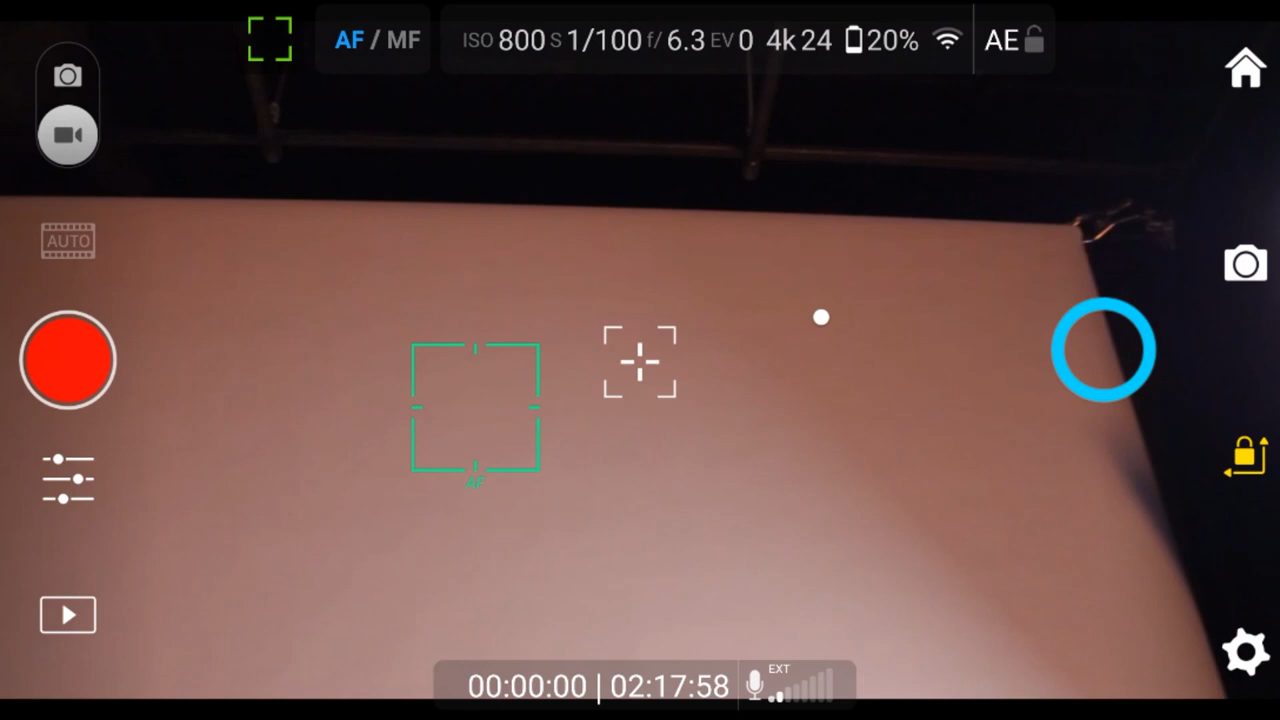 AF / MF
ISO 800 S 1/100 f/ 6.3 EV 0 4k 24 20%
AE
AUTO
AF
00:00:00 | 02:17:58
EXT